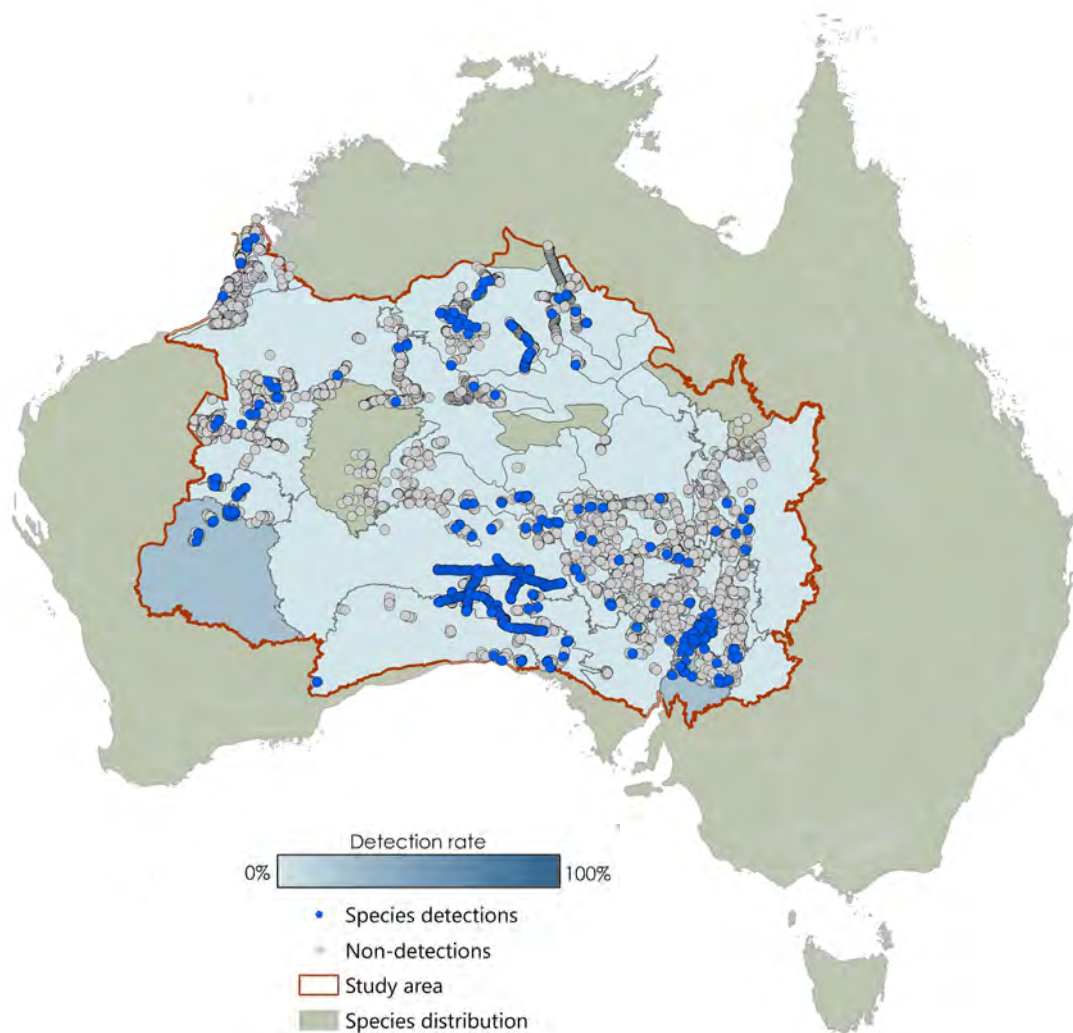 Detection rate
0% 100%
Species detections
Non-detections
Study area
Species distribution